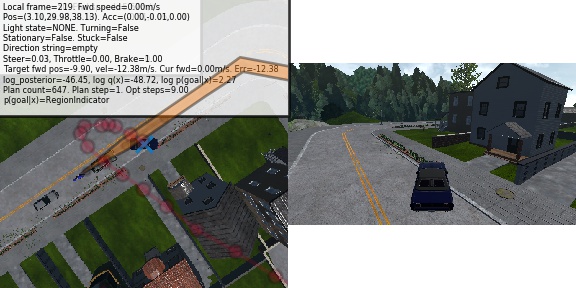 Local frame=219: Fwd speed=0.00m/s
Pos=(3.10,29.98,38.13). Acc=(0.00,-0.01,0.00)
Light state=NONE. Turning=False
Stationary=False. Stuck=False
Direction string=empty
Steer=0.03, Throttle=0.00, Brake=1.00
Target fwd pos=-9.90, vel=-12.38m/s. Cur fwd=0.00m/s. Err=-12.38
log_posterior=-46.45, log q(x)=-48.72, log p(goal|x)=2.27
Plan count=647. Plan step=1. Opt steps=9.00
p(goal|x)=RegionIndicator